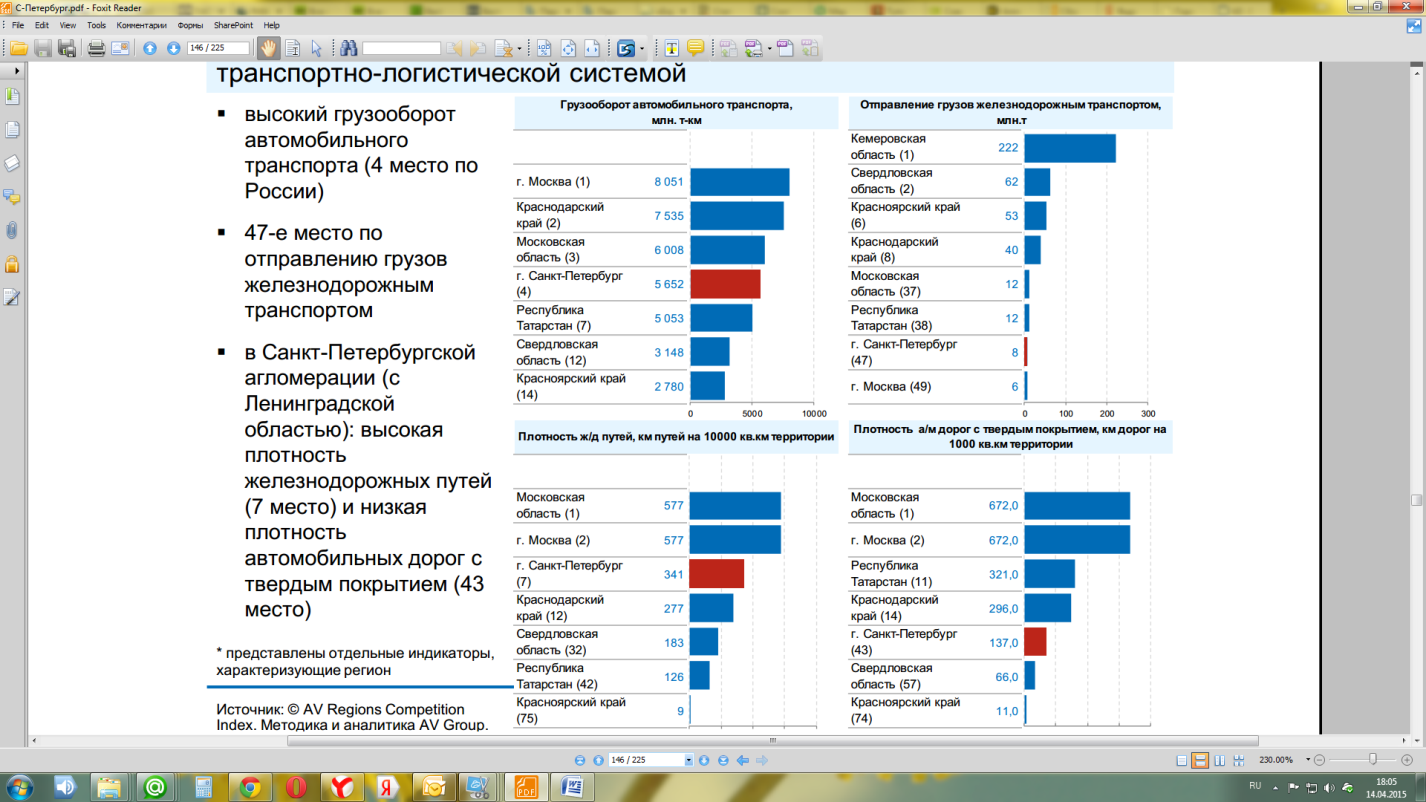 С-Петербург.pdf - Foxit Reader
File Edit View Tools Комментарии Формы SharePoint Help
146 / 225
транспортно-логистической системой
▪ высокий грузооборот
автомобильного
транспорта (4 место по
России)
▪ 47-е место по
отправлению грузов
железнодорожным
транспортом
▪ в Санкт-Петербургской
агломерации (с
Ленинградской
областью): высокая
плотность
железнодорожных путей
(7 место) и низкая
плотность
автомобильных дорог с
твердым покрытием (43
место)
* представлены отдельные индикаторы,
характеризующие регион
Источник: © AV Regions Competition
Index. Методика и аналитика AV Group.
Грузооборот автомобильного транспорта,
млн. т-км
г. Москва (1) 8 051
Краснодарский
край (2) 7 535
Московская
область (3) 6 008
г. Санкт-Петербург
(4) 5 652
Республика
Татарстан (7) 5 053
Свердловская
область (12) 3 148
Красноярский край
(14) 2 780
0 5000 10000
Отправление грузов железнодорожным транспортом,
млн.т
Кемеровская
область (1) 222
Свердловская
область (2) 62
Красноярский край
(6) 53
Краснодарский
край (8) 40
Московская
область (37) 12
Республика
Татарстан (38) 12
г. Санкт-Петербург
(47) 8
г. Москва (49) 6
0 100 200 300
Плотность ж/д путей, км путей на 10000 кв.км территории
Московская
область (1) 577
г. Москва (2) 577
г. Санкт-Петербург
(7) 341
Краснодарский
край (12) 277
Свердловская
область (32) 183
Республика
Татарстан (42) 126
Красноярский край
(75) 9
Плотность а/м дорог с твердым покрытием, км дорог на
1000 кв.км территории
Московская
область (1) 672,0
г. Москва (2) 672,0
Республика
Татарстан (11) 321,0
Краснодарский
край (14) 296,0
г. Санкт-Петербург
(43) 137,0
Свердловская
область (57) 66,0
Красноярский край
(74) 11,0
146 / 225
230.00%
RU
18:05
14.04.2015